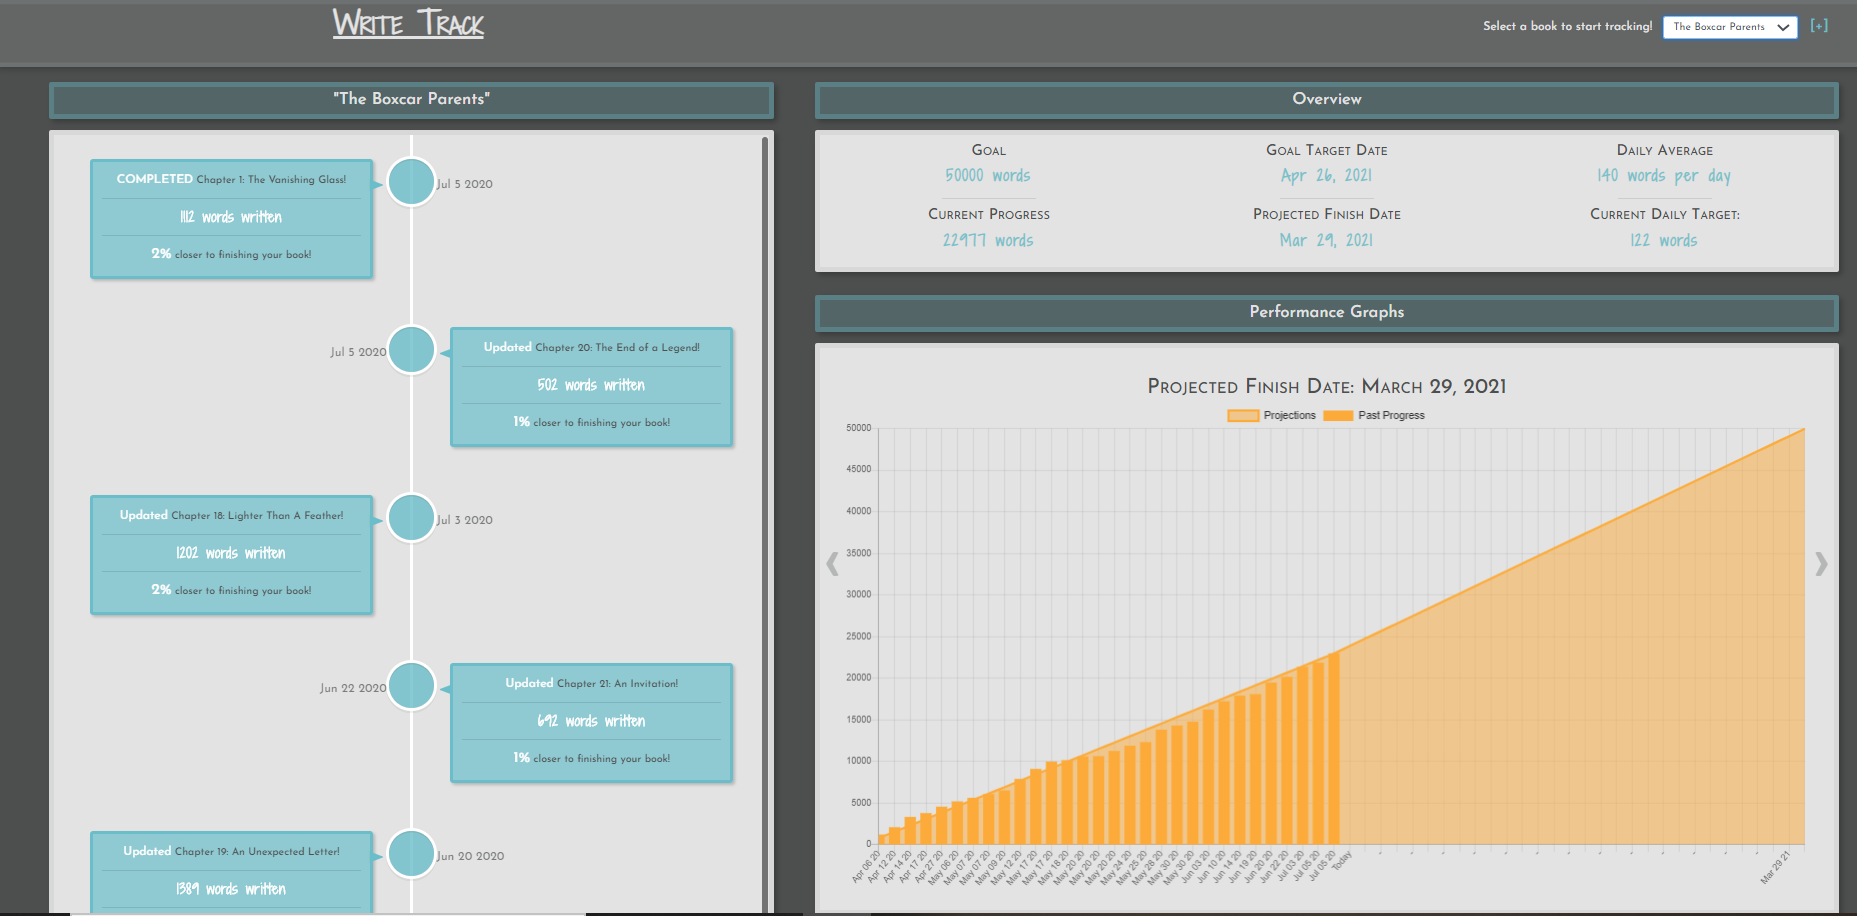 Write Track
Select a book to start tracking! The Boxcar Parents [+]
"The Boxcar Parents"
COMPLETED Chapter 1: The Vanishing Glass!
1112 words written
2% closer to finishing your book!
Jul 5 2020
Jul 5 2020
Updated Chapter 20: The End of a Legend!
502 words written
1% closer to finishing your book!
Updated Chapter 18: Lighter Than A Feather!
1202 words written
2% closer to finishing your book!
Jul 3 2020
Jun 22 2020
Updated Chapter 21: An Invitation!
692 words written
1% closer to finishing your book!
Updated Chapter 19: An Unexpected Letter!
1389 words written
Jun 20 2020
Overview
Goal
50000 words
Goal Target Date
Apr 26, 2021
Daily Average
140 words per day
Current Progress
22977 words
Projected Finish Date
Mar 29, 2021
Current Daily Target:
122 words
Performance Graphs
Projected Finish Date: March 29, 2021
Projections Past Progress
50000
45000
40000
35000
30000
25000
20000
15000
10000
5000
0
Apr 06 20
Apr 12 20
Apr 14 20
Apr 17 20
Apr 27 20
May 06 20
May 07 20
May 07 20
May 09 20
May 12 20
May 17 20
May 17 20
May 18 20
May 20 20
May 20 20
May 20 20
May 24 20
May 25 20
May 28 20
May 30 20
May 30 20
Jun 03 20
Jun 10 20
Jun 14 20
Jun 19 20
Jun 20 20
Jun 22 20
Jul 03 20
Jul 05 20
Jul 05 20
Today
Mar 29 21